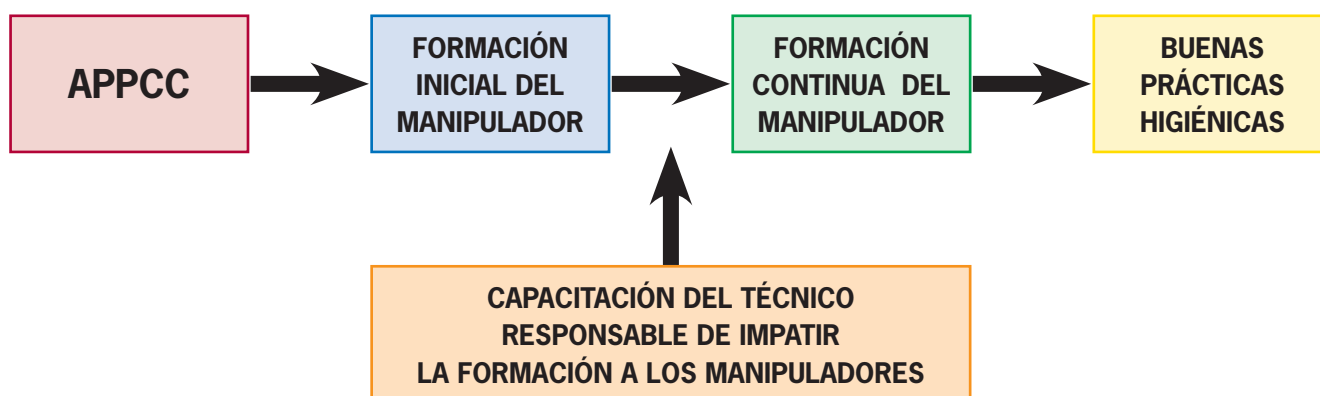 APPCC
FORMACIÓN
INICIAL DEL
MANIPULADOR
FORMACIÓN
CONTINUA DEL
MANIPULADOR
BUENAS
PRÁCTICAS
HIGIÉNICAS
CAPACITACIÓN DEL TÉCNICO
RESPONSABLE DE IMPATIR
LA FORMACIÓN A LOS MANIPULADORES